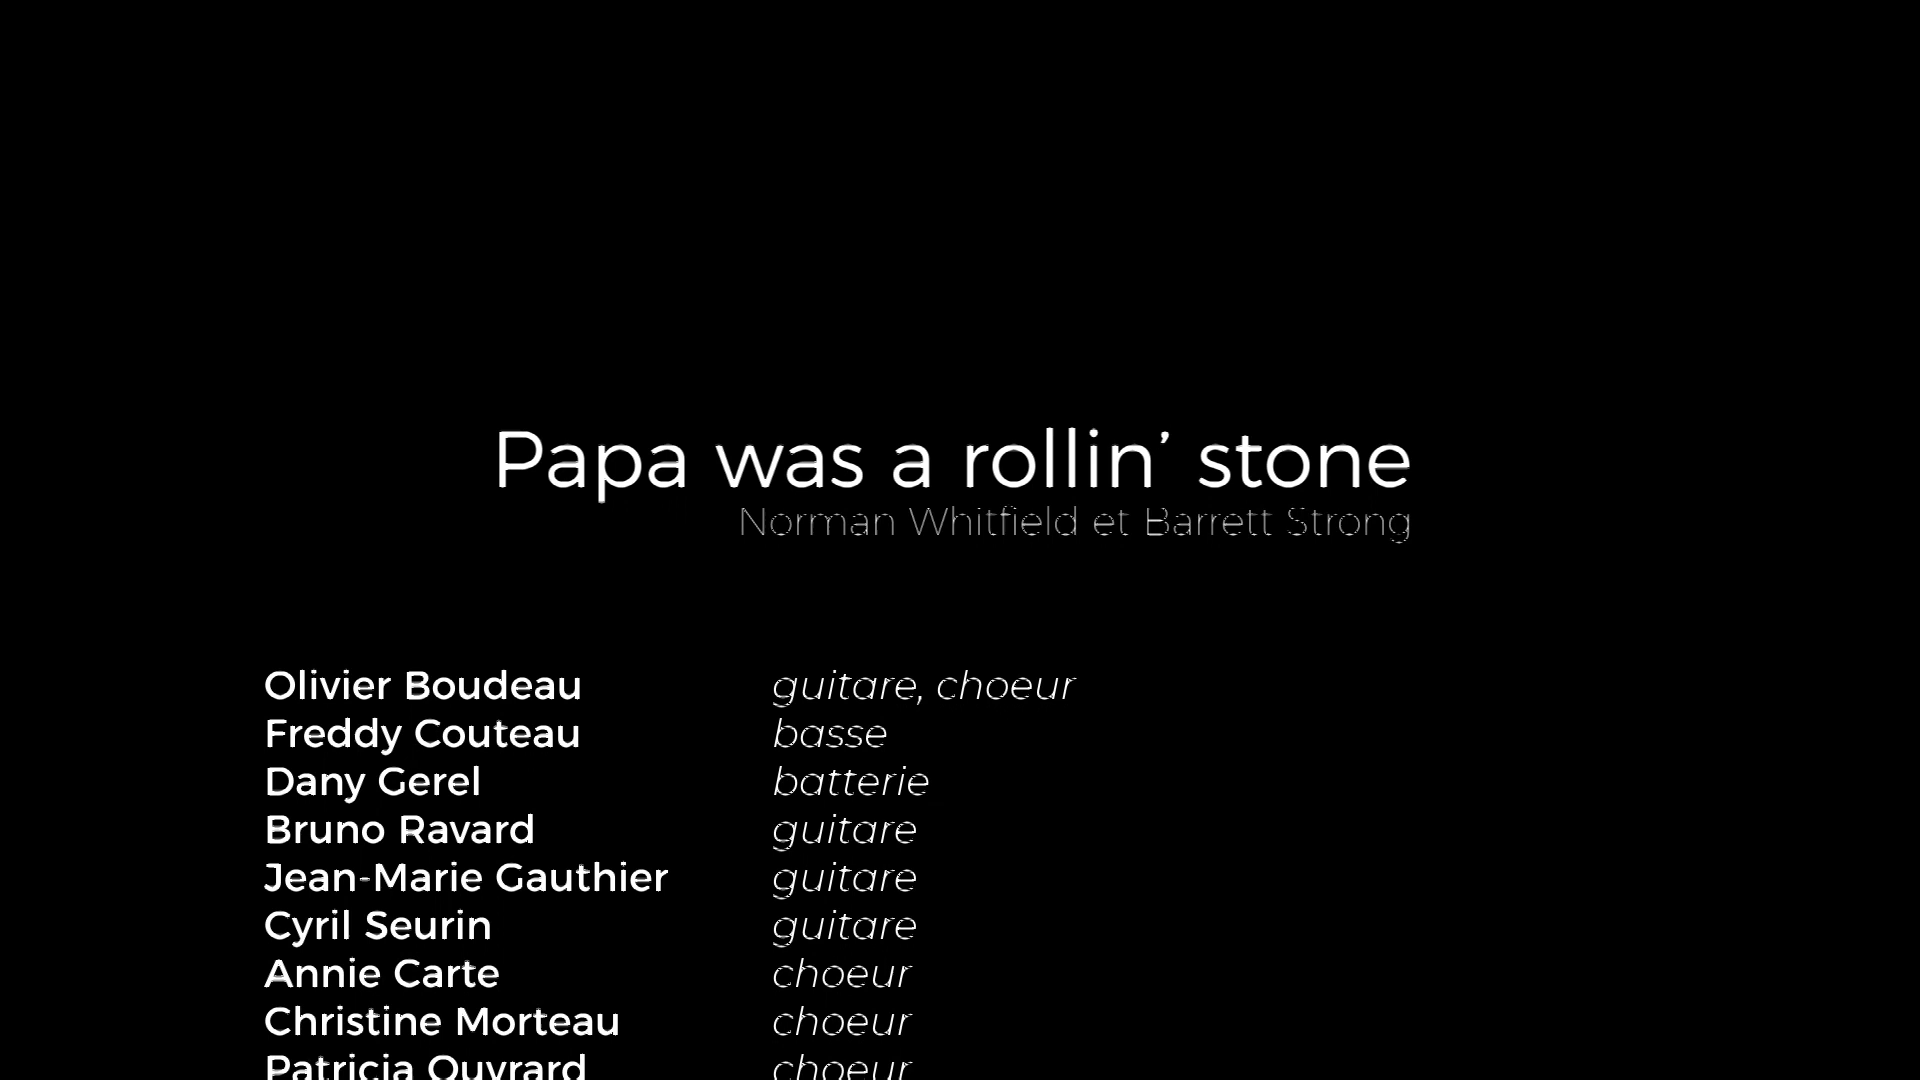 Papa was a rollin’ stone
Norman Whitfield et Barrett Strong
Olivier Boudeau guitare, choeur
Freddy Couteau basse
Dany Gerel batterie
Bruno Ravard guitare
Jean-Marie Gauthier guitare
Cyril Seurin guitare
Annie Carte choeur
Christine Morteau choeur
Patricia Ouvrard choeur